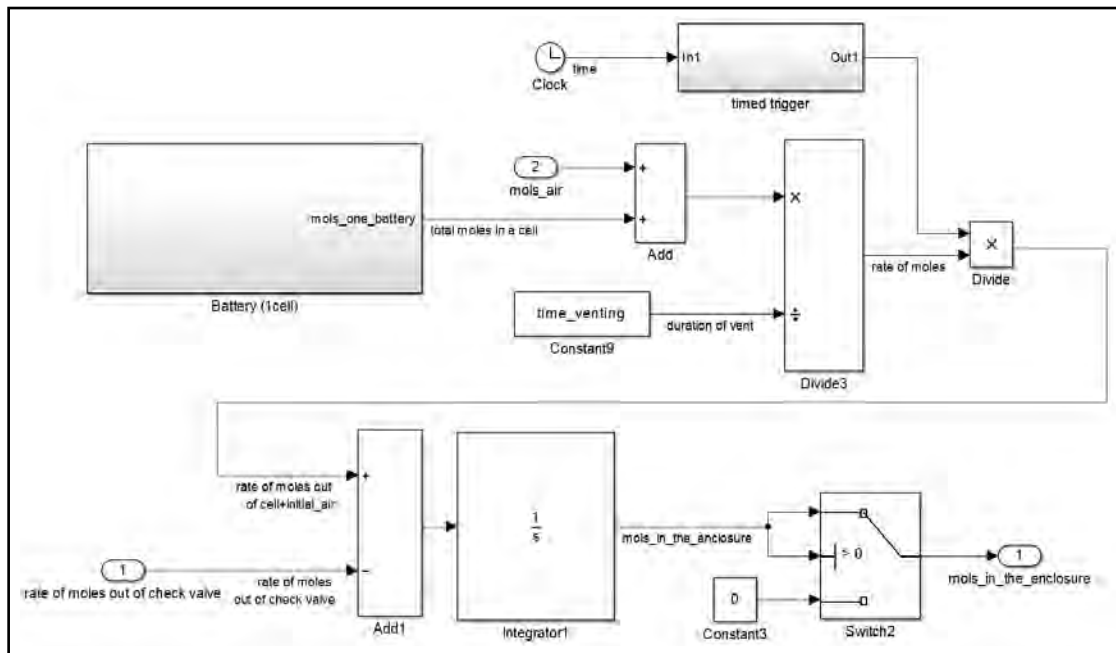 In1
Out1
time
Clock
timed trigger
2
mols_air
+
+
Add
×
mols_one_battery
total moles in a cell
Battery (1cell)
rate of moles
×
Divide
time_venting
duration of vent
÷
Constant9
Divide3
+
rate of moles out
of cell+initial_air
1
s
mols_in_the_enclosure
> 0
1
mols_in_the_enclosure
1
rate of moles out of check valve
−
rate of moles
out of check valve
0
Add1
Integrator1
Constant3
Switch2